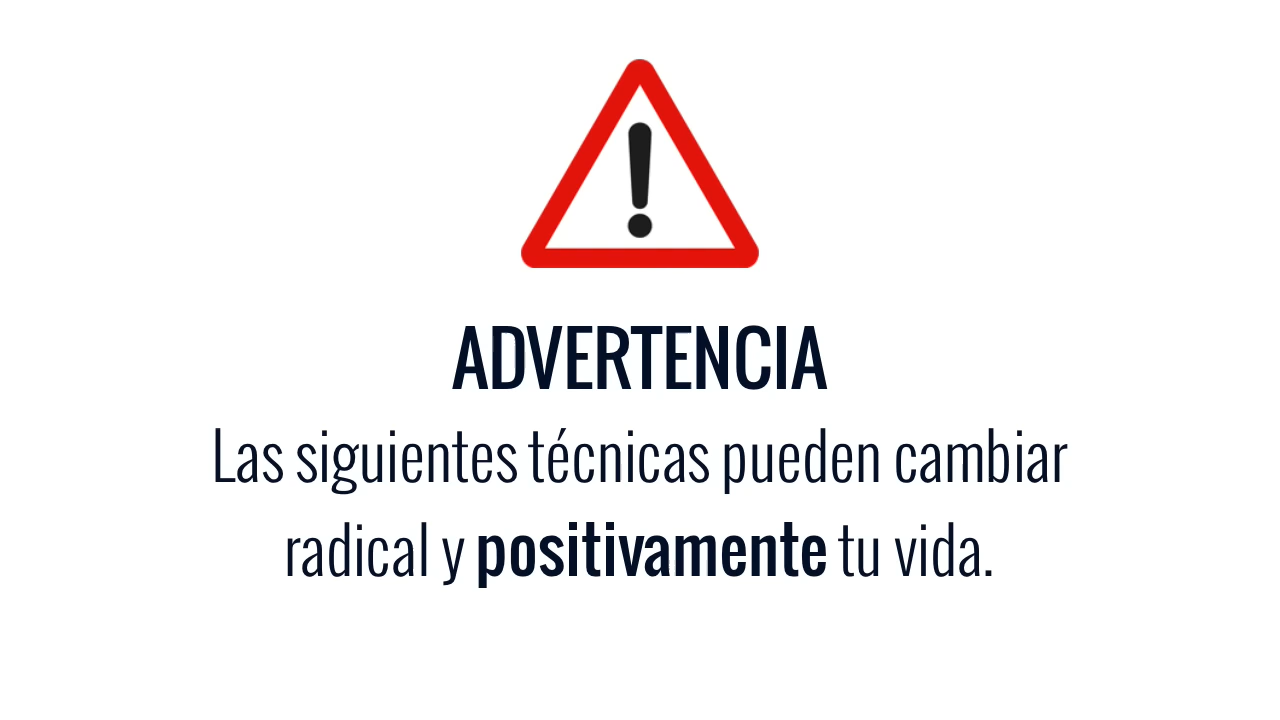 ADVERTENCIA
Las siguientes técnicas pueden cambiar
radical y positivamente tu vida.